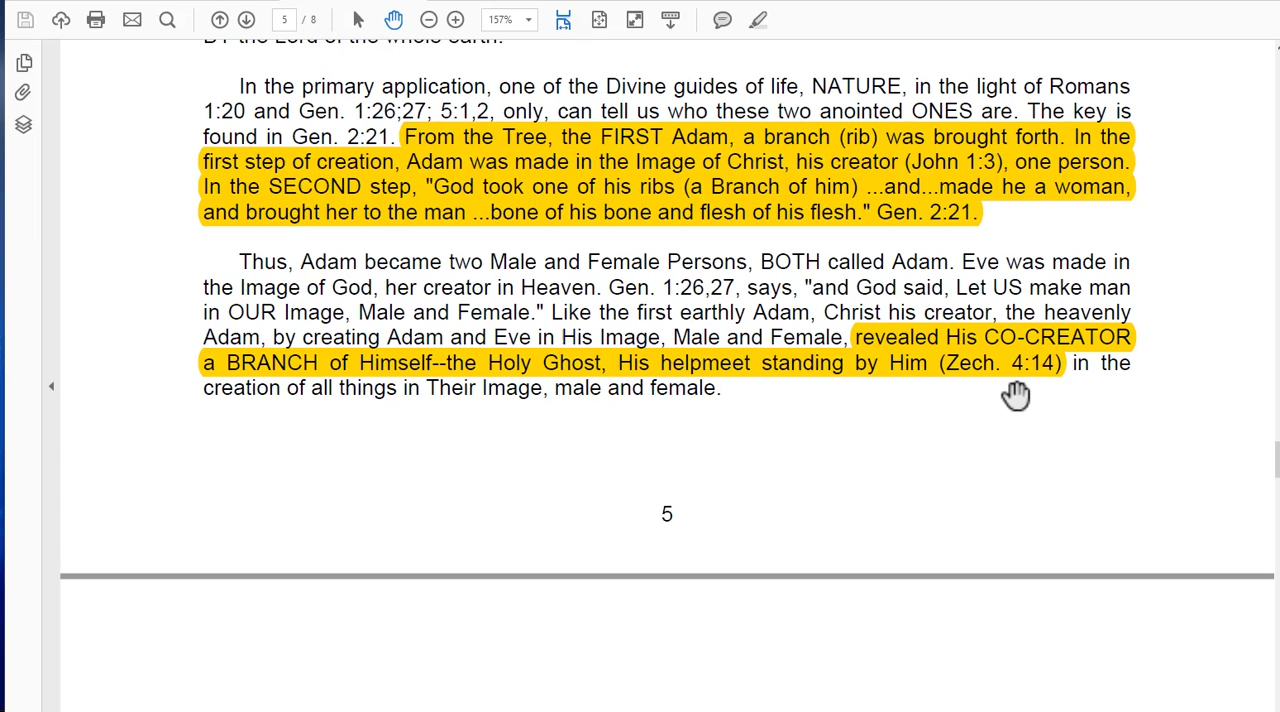 5 / 8
157%
BY the Lord of the whole earth.
In the primary application, one of the Divine guides of life, NATURE, in the light of Romans
1:20 and Gen. 1:26;27; 5:1,2, only, can tell us who these two anointed ONES are. The key is
found in Gen. 2:21. From the Tree, the FIRST Adam, a branch (rib) was brought forth. In the
first step of creation, Adam was made in the Image of Christ, his creator (John 1:3), one person.
In the SECOND step, "God took one of his ribs (a Branch of him) ...and...made he a woman,
and brought her to the man ...bone of his bone and flesh of his flesh." Gen. 2:21.
Thus, Adam became two Male and Female Persons, BOTH called Adam. Eve was made in
the Image of God, her creator in Heaven. Gen. 1:26,27, says, "and God said, Let US make man
in OUR Image, Male and Female." Like the first earthly Adam, Christ his creator, the heavenly
Adam, by creating Adam and Eve in His Image, Male and Female, revealed His CO-CREATOR
a BRANCH of Himself--the Holy Ghost, His helpmeet standing by Him (Zech. 4:14) in the
creation of all things in Their Image, male and female.
5